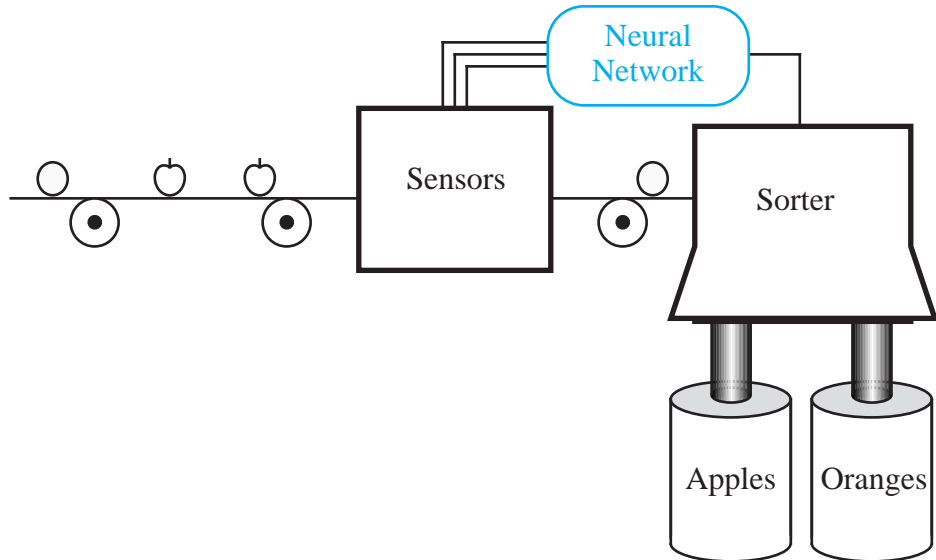 Neural
Network
Sensors
Sorter
Apples
Oranges